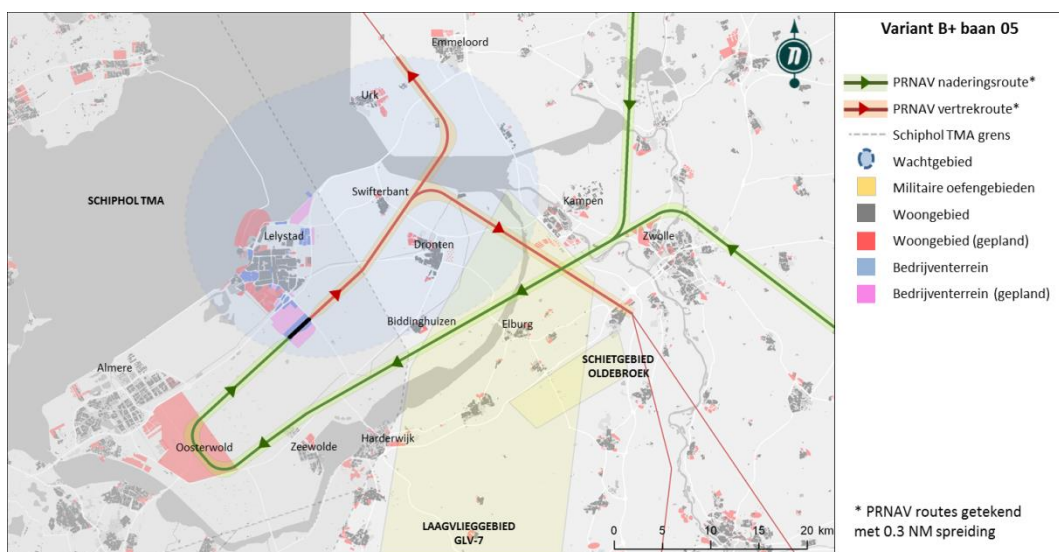 Emmeloord
Urk
SCHIPHOL TMA
Swifterbant
Kampen
Lelystad
Dronten
Zwolle
Biddinghuizen
Elburg
Almere
SCHIETGEBIED
OLDEBROEK
Oosterwold
Zeewolde
Harderwijk
LAAGVLIEGGEBIED
GLV-7
0 5 10 15 20 km
n
Variant B+ baan 05
PRNAV naderingsroute*
PRNAV vertrekroute*
Schiphol TMA grens
Wachtgebied
Militaire oefengebieden
Woongebied
Woongebied (gepland)
Bedrijventerrein
Bedrijventerrein (gepland)
* PRNAV routes getekend
met 0.3 NM spreiding